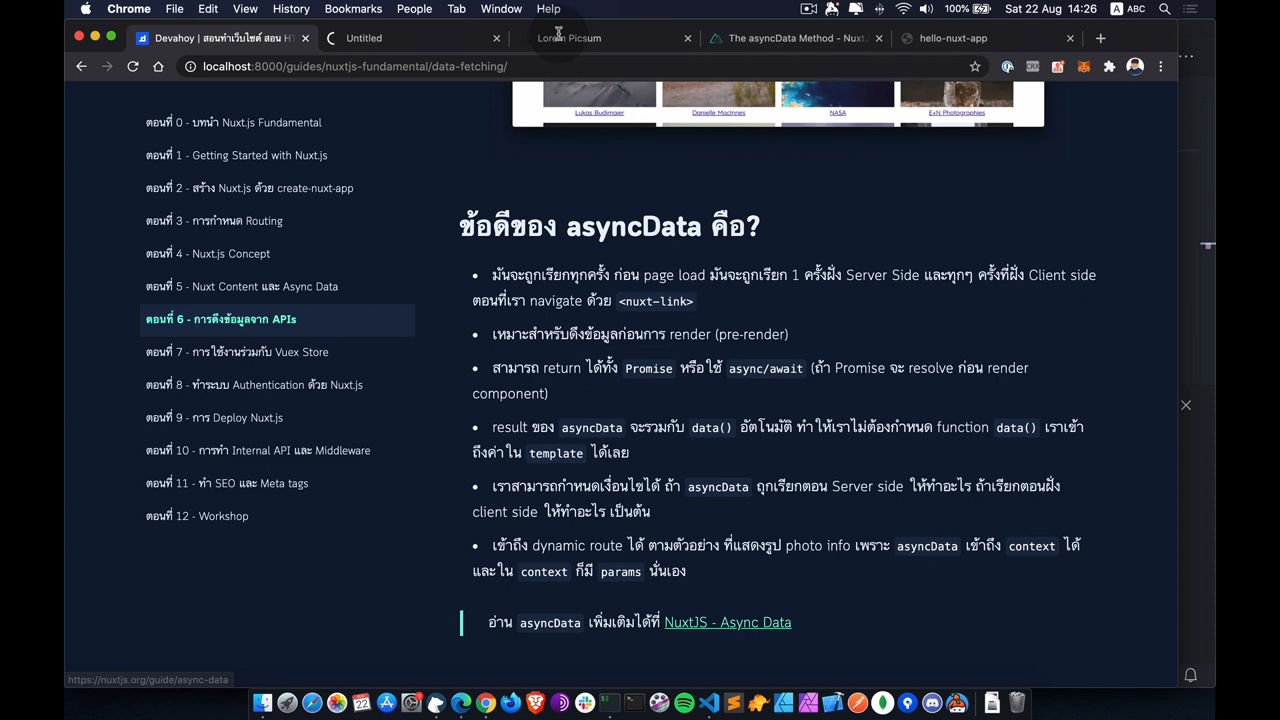 Chrome File Edit View History Bookmarks People Tab Window Help 100% Sat 22 Aug 14:26 A ABC
Devahoy | สอนทำเว็บไซต์ สอน HT Untitled Lorem Picsum The asyncData Method - Nuxt. hello-nuxt-app
localhost:8000/guides/nuxtjs-fundamental/data-fetching/
Lukas Budimaier Danielle MacInnes NASA E+N Photographies
ตอนที่ 0 - บทนำ Nxt.js Fundamental
ตอนที่ 1 - Getting Started with Nuxt.js
ตอนที่ 2 - สร้าง Nuxt.js ด้วย create-nuxt-app
ตอนที่ 3 - การกำหนด Routing
ตอนที่ 4 - Nuxt.js Concept
ตอนที่ 5 - Nuxt Content และ Async Data
ตอนที่ 6 - การดึงข้อมูลจาก APIs
ตอนที่ 7 - การใช้งานร่วมกับ Vuex Store
ตอนที่ 8 - ทำระบบ Authentication ด้วย Nuxt.js
ตอนที่ 9 - การ Deploy Nuxt.js
ตอนที่ 10 - การทำ Internal API และ Middleware
ตอนที่ 11 - ทำ SEO และ Meta tags
ตอนที่ 12 - Workshop
ข้อดีของ asyncData คือ?
• มันจะถูกเรียกทุกครั้ง ก่อน page load มันจะถูกเรียก 1 ครั้งฝั่ง Server Side และทุกๆ ครั้งที่ฝั่ง Client side
ตอนที่เรา navigate ด้วย <nuxt-link>
• เหมาะสำหรับดึงข้อมูลก่อนการ render (pre-render)
• สามารถ return ได้ทั้ง Promise หรือใช้ async/await (ถ้า Promise จะ resolve ก่อน render
component)
• result ของ asyncData จะรวมกับ data() อัตโนมัติ ทำให้เราไม่ต้องกำหนด function data() เราเข้า
ถึงค่าใน template ได้เลย
• เราสามารถกำหนดเงื่อนไขได้ ถ้า asyncData ถูกเรียกตอน Server side ให้ทำอะไร ถ้าเรียกตอนฝั่ง
client side ให้ทำอะไร เป็นต้น
• เข้าถึง dynamic route ได้ ตามตัวอย่าง ที่แสดงรูป photo info เพราะ asyncData เข้าถึง context ได้
และใน context ก็มี params นั่นเอง
อ่าน asyncData เพิ่มเติมได้ที่ NuxtJS - Async Data
https://nuxtjs.org/guide/async-data